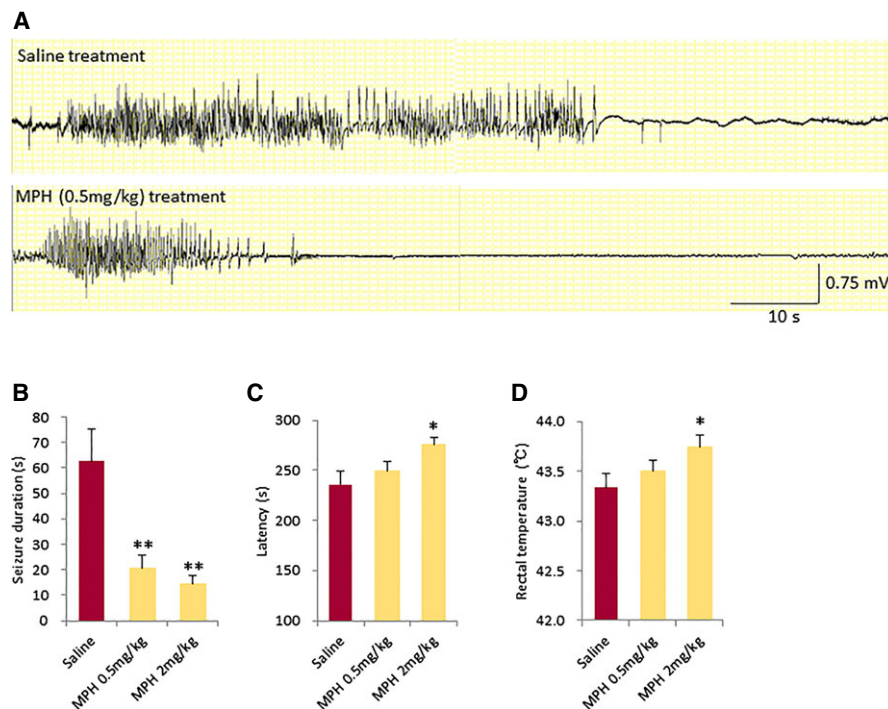 A
Saline treatment
MPH (0.5mg/kg) treatment
0.75 mV
10 s
B
Seizure duration (s)
80
70
60
50
40
30
20
10
0
**
**
Saline
MPH 0.5mg/kg
MPH 2mg/kg
C
Latency (s)
300
250
200
150
100
*
Saline
MPH 0.5mg/kg
MPH 2mg/kg
D
Rectal temperature (℃)
44.0
43.5
43.0
42.5
42.0
*
Saline
MPH 0.5mg/kg
MPH 2mg/kg